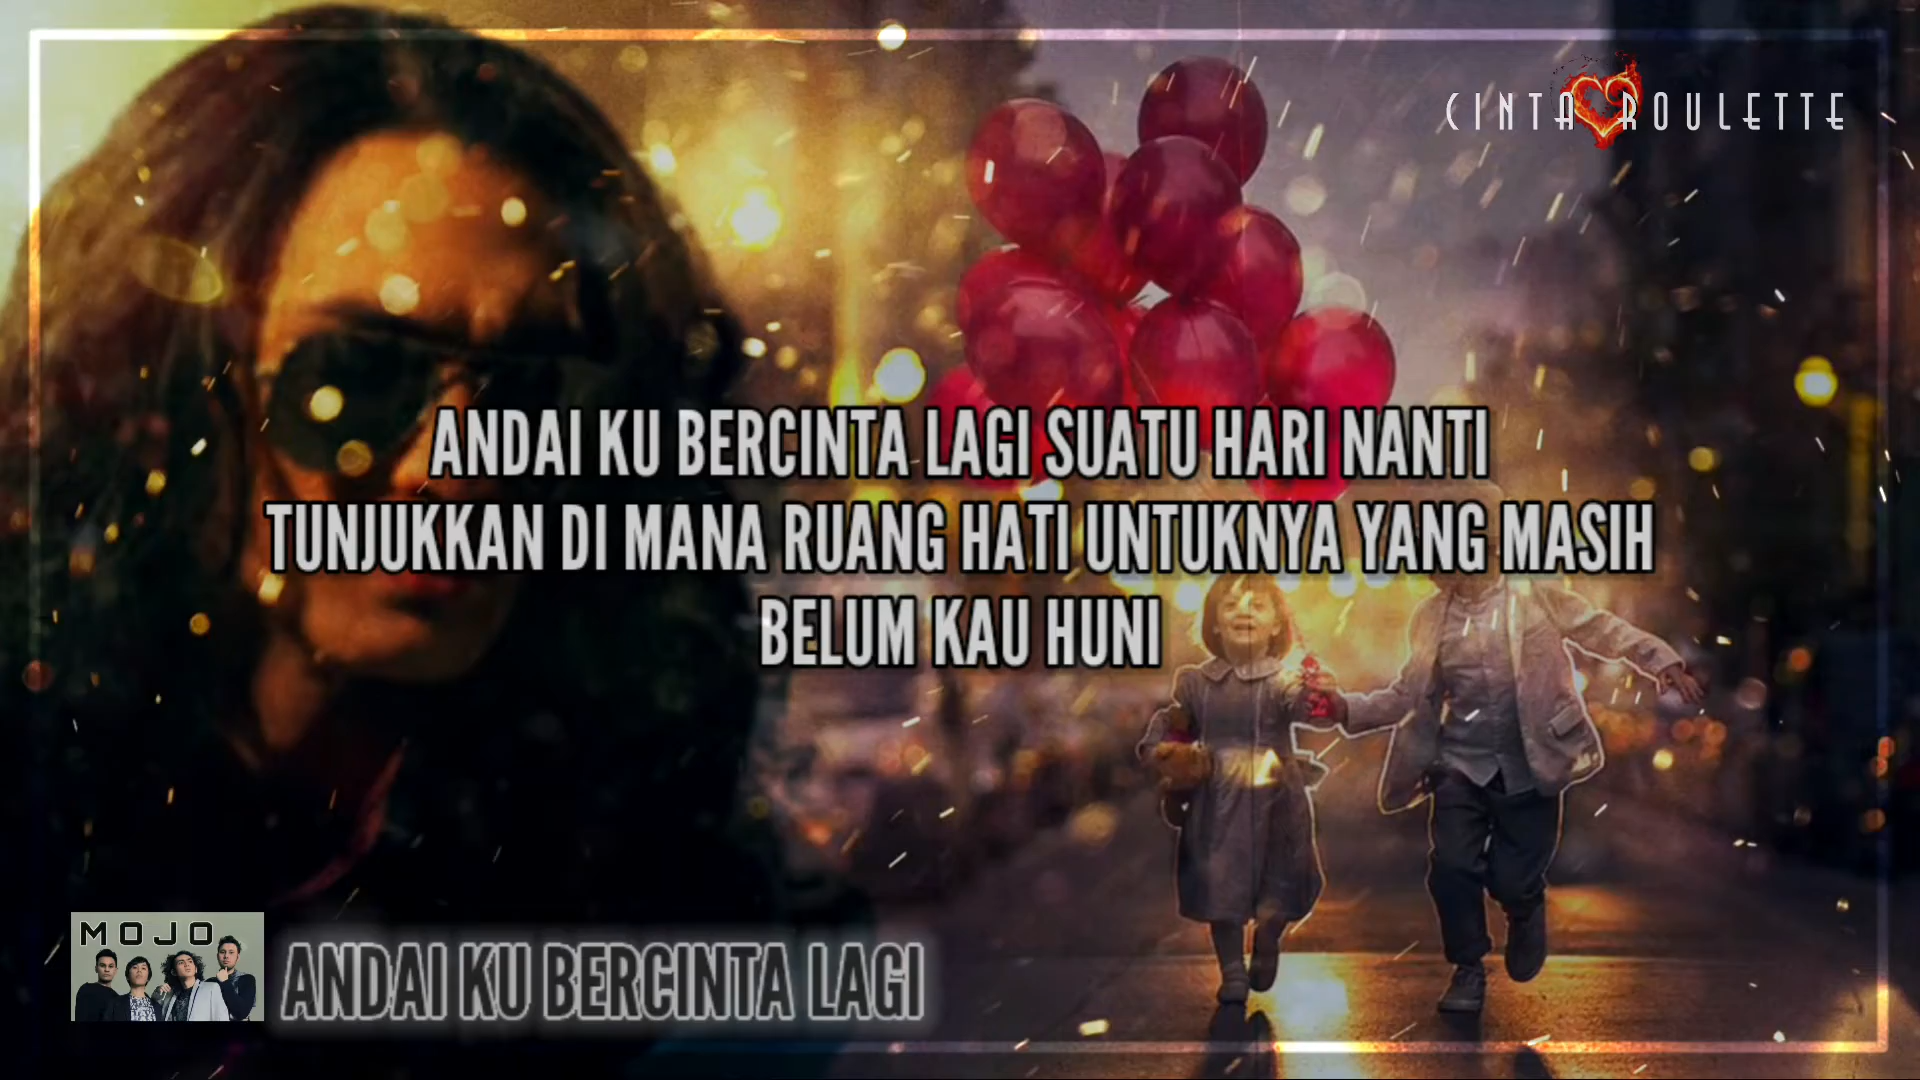 CINTA ROULETTE
ANDAI KU BERCINTA LAGI SUATU HARI NANTI
TUNJUKKAN DI MANA RUANG HATI UNTUKNYA YANG MASIH
BELUM KAU HUNI
MOJO
ANDAI KU BERCINTA LAGI